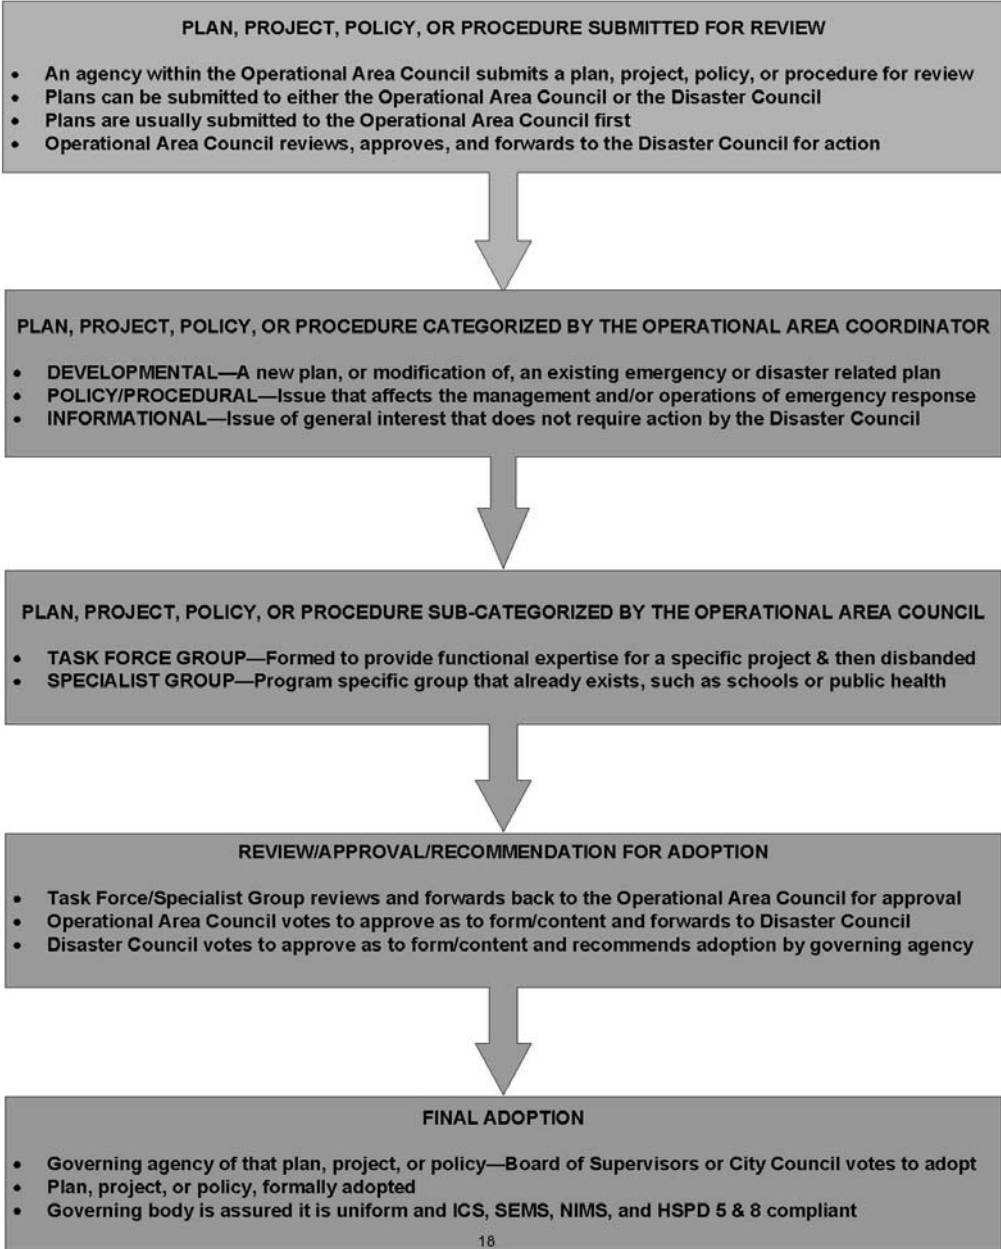 PLAN, PROJECT, POLICY, OR PROCEDURE SUBMITTED FOR REVIEW
• An agency within the Operational Area Council submits a plan, project, policy, or procedure for review
• Plans can be submitted to either the Operational Area Council or the Disaster Council
• Plans are usually submitted to the Operational Area Council first
• Operational Area Council reviews, approves, and forwards to the Disaster Council for action
PLAN, PROJECT, POLICY, OR PROCEDURE CATEGORIZED BY THE OPERATIONAL AREA COORDINATOR
• DEVELOPMENTAL—A new plan, or modification of, an existing emergency or disaster related plan
• POLICY/PROCEDURAL—Issue that affects the management and/or operations of emergency response
• INFORMATIONAL—Issue of general interest that does not require action by the Disaster Council
PLAN, PROJECT, POLICY, OR PROCEDURE SUB-CATEGORIZED BY THE OPERATIONAL AREA COUNCIL
• TASK FORCE GROUP—Formed to provide functional expertise for a specific project & then disbanded
• SPECIALIST GROUP—Program specific group that already exists, such as schools or public health
REVIEW/APPROVAL/RECOMMENDATION FOR ADOPTION
• Task Force/Specialist Group reviews and forwards back to the Operational Area Council for approval
• Operational Area Council votes to approve as to form/content and forwards to Disaster Council
• Disaster Council votes to approve as to form/content and recommends adoption by governing agency
FINAL ADOPTION
• Governing agency of that plan, project, or policy—Board of Supervisors or City Council votes to adopt
• Plan, project, or policy, formally adopted
• Governing body is assured it is uniform and ICS, SEMS, NIMS, and HSPD 5 & 8 compliant
18